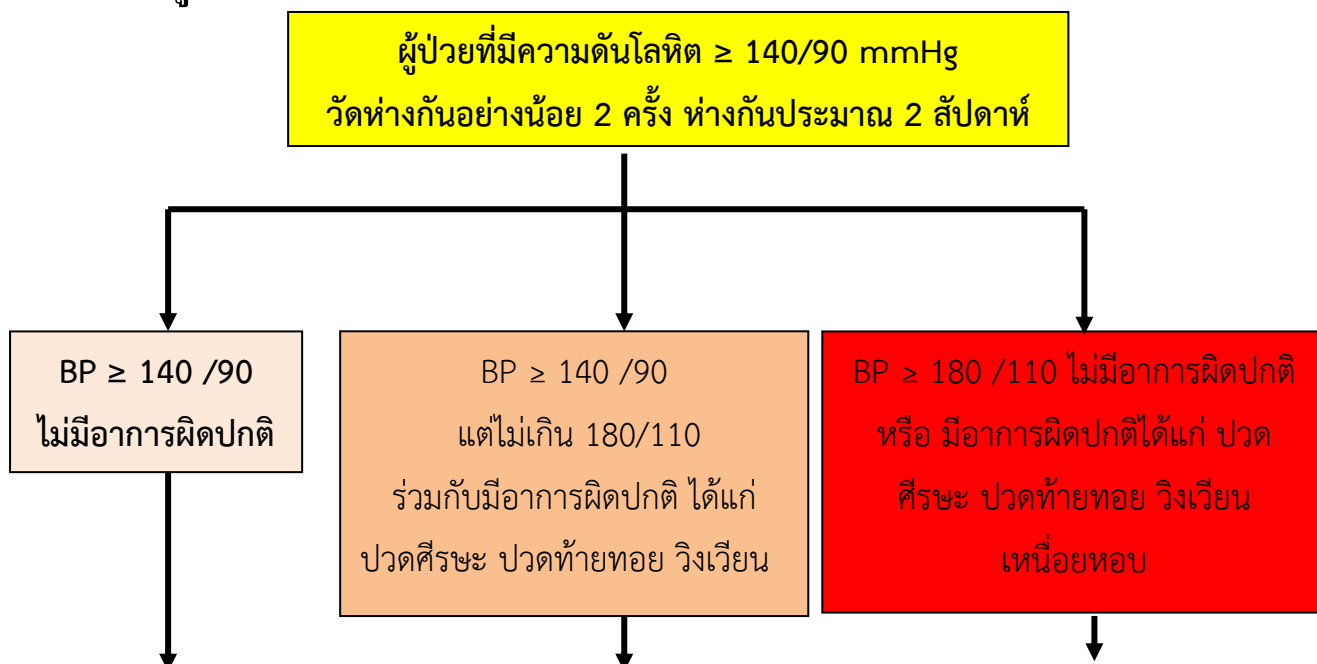 ผู้ป่วยที่มีความดันโลหิต ≥ 140/90 mmHg
วัดห่างกันอย่างน้อย 2 ครั้ง ห่างกันประมาณ 2 สัปดาห์
BP ≥ 140 /90
ไม่มีอาการผิดปกติ
BP ≥ 140 /90
แต่ไม่เกิน 180/110
ร่วมกับมีอาการผิดปกติ ได้แก่
ปวดศีรษะ ปวดท้ายทอย วิงเวียน
BP ≥ 180 /110 ไม่มีอาการผิดปกติ
หรือ มีอาการผิดปกติได้แก่ ปวด
ศีรษะ ปวดท้ายทอย วิงเวียน
เหนื่อยหอบ